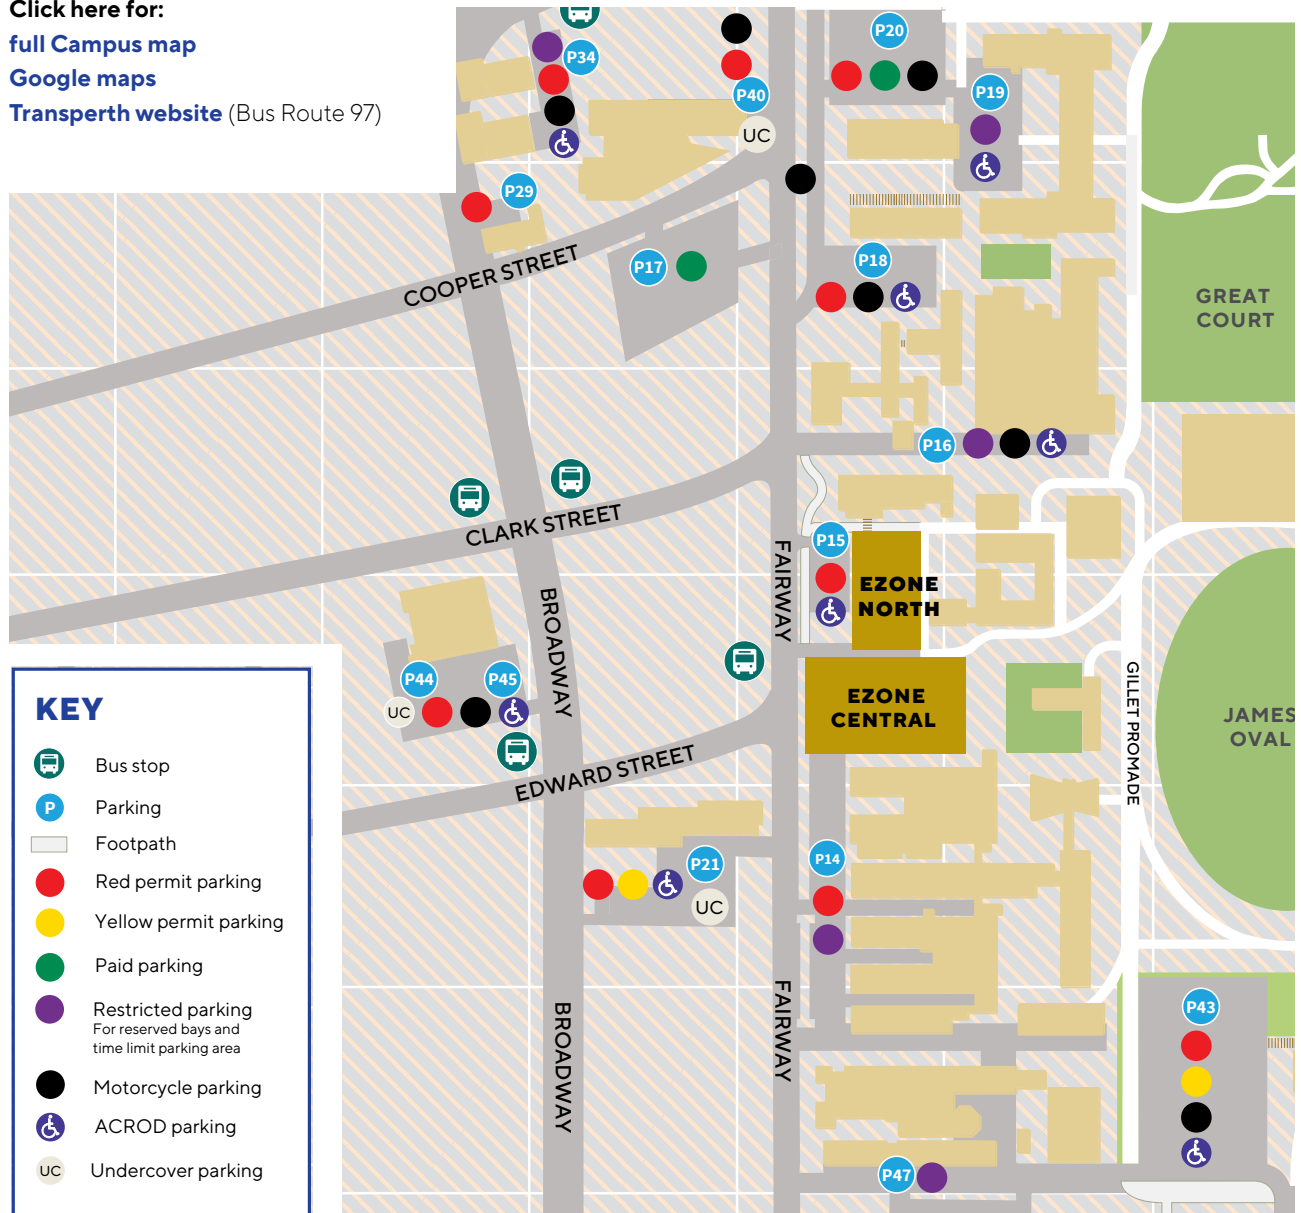 Click here for:
full Campus map
Google maps
Transperth website (Bus Route 97)
P34
P40
UC
P20
P19
P29
COOPER STREET
P17
P18
GREAT
COURT
P16
CLARK STREET
P15
FAIRWAY
EZONE
NORTH
BROADWAY
P44
P45
UC
EZONE
CENTRAL
GILLET PROMADE
JAMES
OVAL
EDWARD STREET
P21
UC
P14
BROADWAY
FAIRWAY
P43
P47
KEY
Bus stop
P
Parking
Footpath
Red permit parking
Yellow permit parking
Paid parking
Restricted parking
For reserved bays and
time limit parking area
Motorcycle parking
ACROD parking
UC
Undercover parking